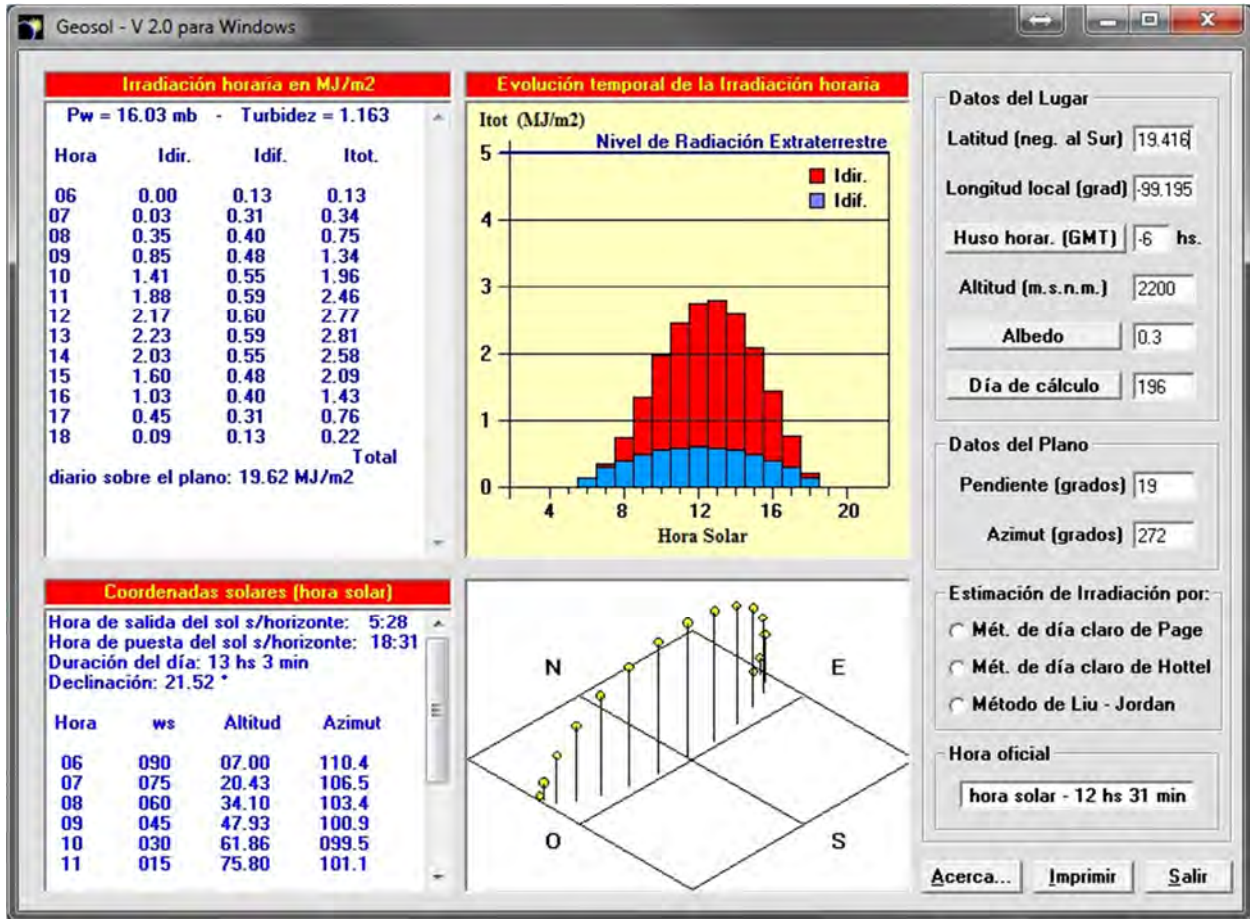 Geosol - V 2.0 para Windows
Irradiación horaria en MJ/m2
Pw = 16.03 mb - Turbidez = 1.163
Hora Idir. Idif. Itot.
06 0.00 0.13 0.13
07 0.03 0.31 0.34
08 0.35 0.40 0.75
09 0.85 0.48 1.34
10 1.41 0.55 1.96
11 1.88 0.59 2.46
12 2.17 0.60 2.77
13 2.23 0.59 2.81
14 2.03 0.55 2.58
15 1.60 0.48 2.09
16 1.03 0.40 1.43
17 0.45 0.31 0.76
18 0.09 0.13 0.22
Total
diario sobre el plano: 19.62 MJ/m2
Evolución temporal de la Irradiación horaria
Itot (MJ/m2)
Nivel de Radiación Extraterrestre
5
Idir.
Idif.
4
3
2
1
0
4 8 12 16 20
Hora Solar
Datos del Lugar
Latitud (neg. al Sur) 19.416
Longitud local (grad) -99.195
Huso horar. (GMT) -6 hs.
Altitud (m.s.n.m.) 2200
Albedo 0.3
Día de cálculo 196
Datos del Plano
Pendiente (grados) 19
Azimut (grados) 272
Coordenadas solares (hora solar)
Hora de salida del sol s/horizonte: 5:28
Hora de puesta del sol s/horizonte: 18:31
Duración del día: 13 hs 3 min
Declinación: 21.52 °
Hora ws Altitud Azimut
06 090 07.00 110.4
07 075 20.43 106.5
08 060 34.10 103.4
09 045 47.93 100.9
10 030 61.86 099.5
11 015 75.80 101.1
N E
O S
Estimación de Irradiación por:
Mét. de día claro de Page
Mét. de día claro de Hottel
Método de Liu - Jordan
Hora oficial
hora solar - 12 hs 31 min
Acerca... Imprimir Salir